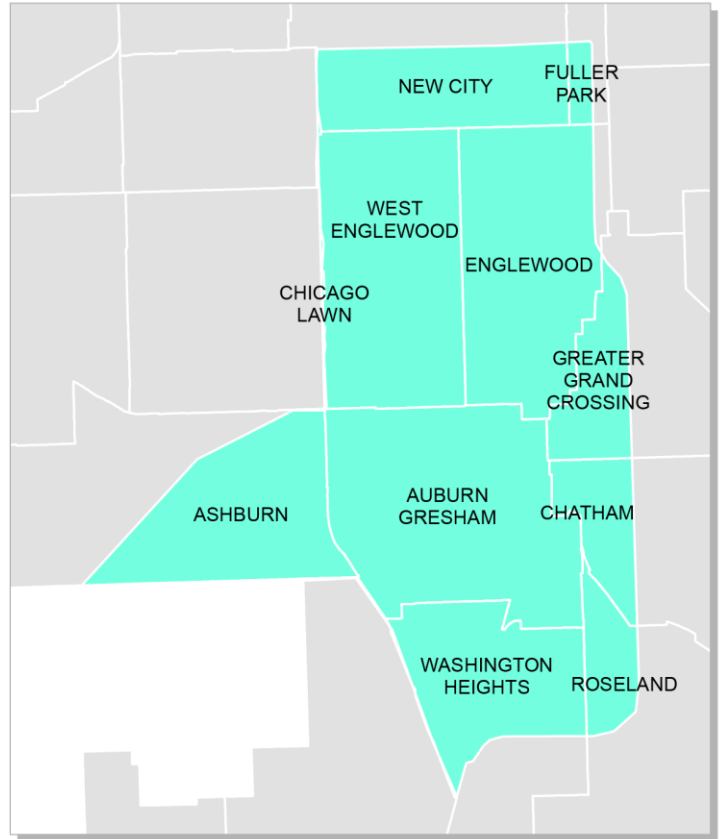 NEW CITY
FULLER
PARK
WEST
ENGLEWOOD
ENGLEWOOD
CHICAGO
LAWN
GREATER
GRAND
CROSSING
ASHBURN
AUBURN
GRESHAM
CHATHAM
WASHINGTON
HEIGHTS
ROSELAND